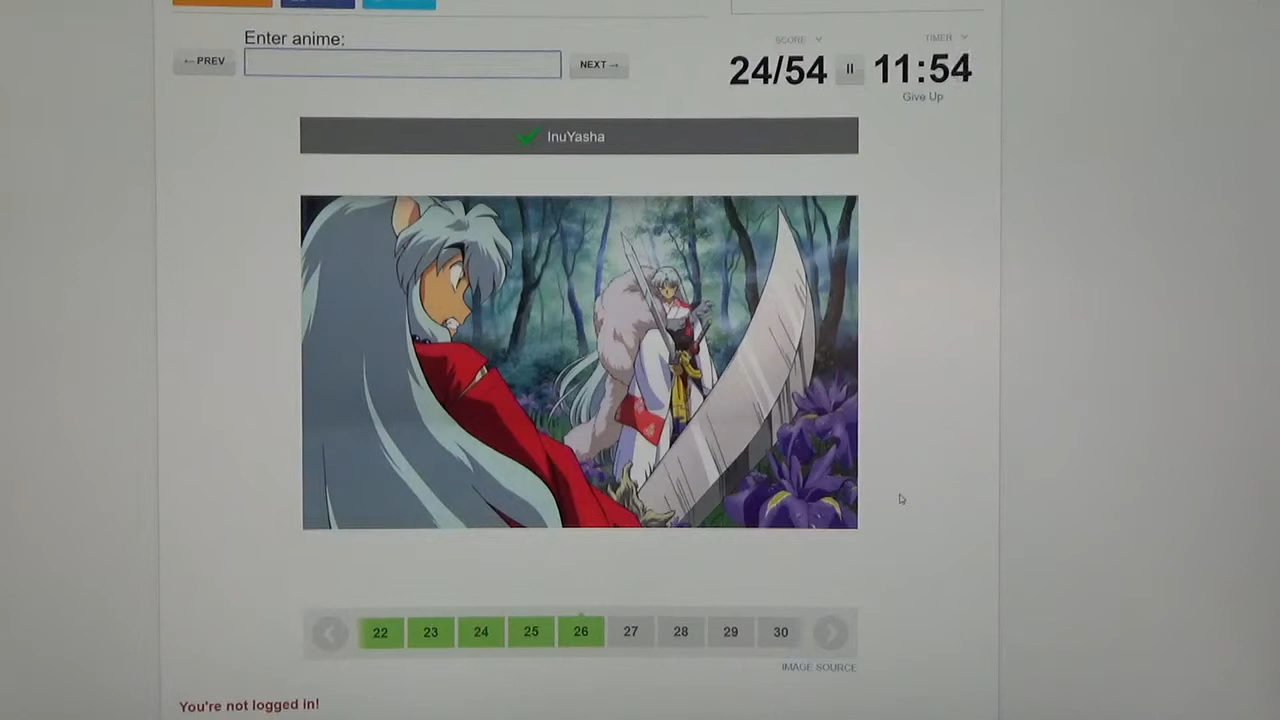 Enter anime:
← PREV
NEXT →
SCORE
24/54
TIMER
11:54
Give Up
InuYasha
22 23 24 25 26 27 28 29 30
IMAGE SOURCE
You're not logged in!